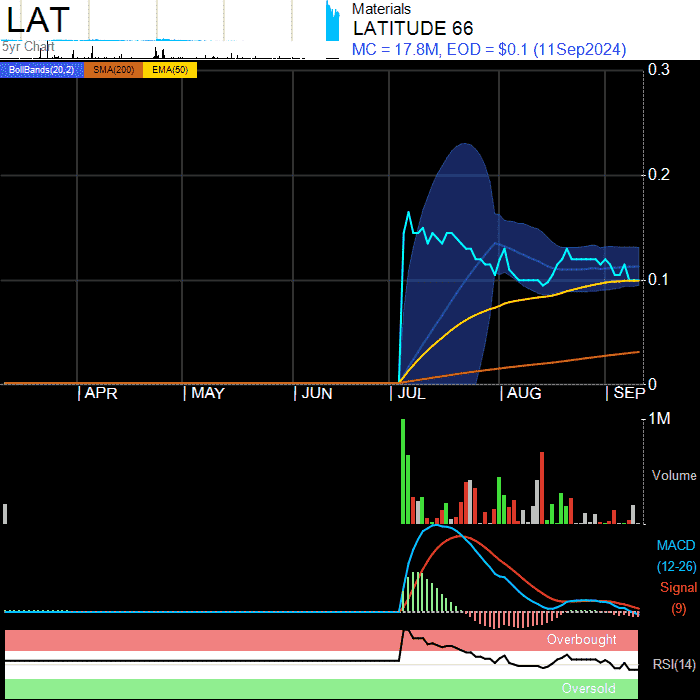 LAT
Materials
LATITUDE 66
5yr Chart
MC = 17.8M, EOD = $0.1 (11Sep2024)
BollBands(20,2) SMA(200) EMA(50)
0.3
0.2
0.1
0
APR MAY JUN JUL AUG SEP
1M
Volume
MACD
(12-26)
Signal
(9)
Overbought
RSI(14)
Oversold